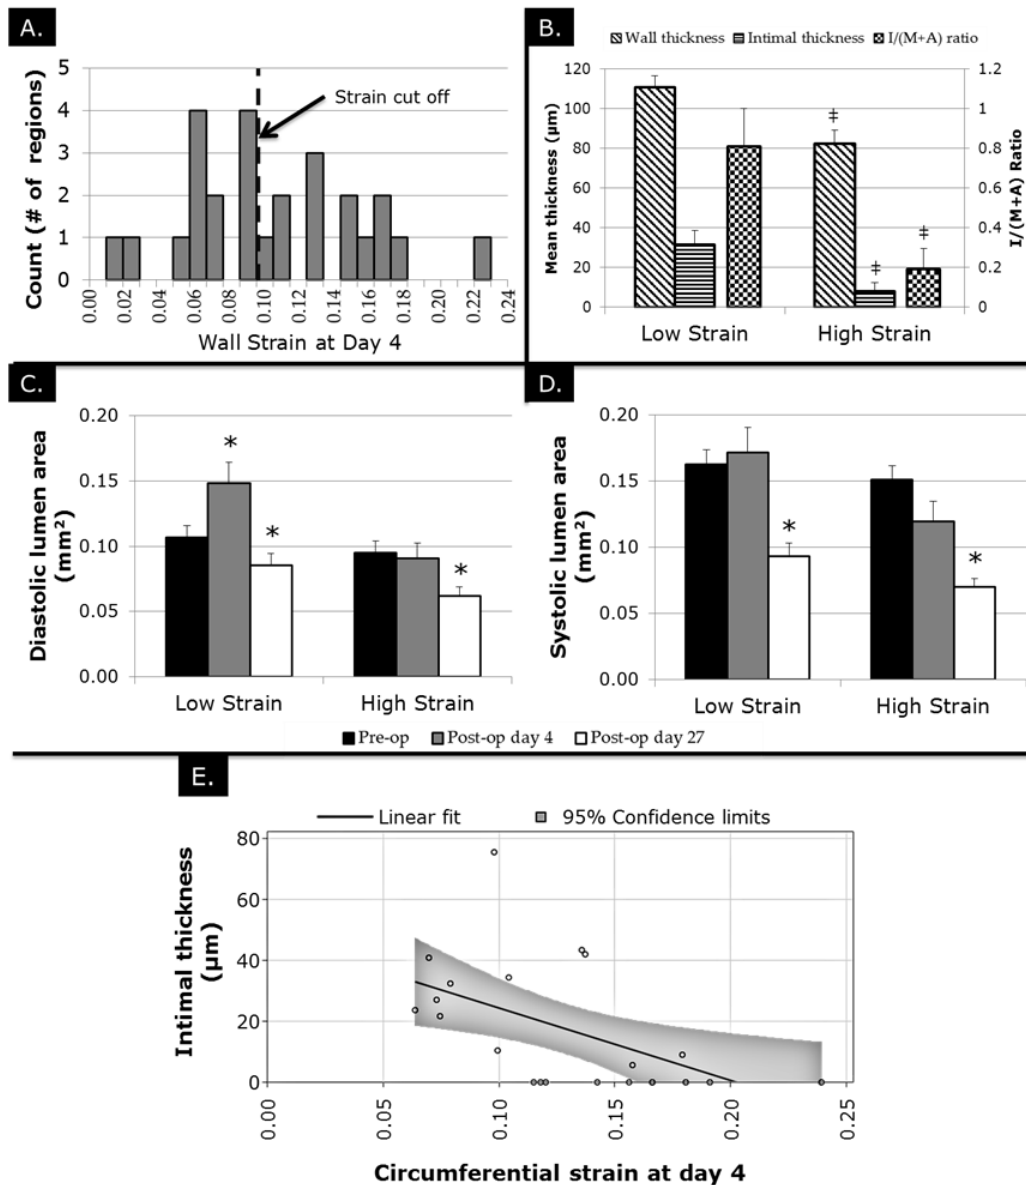 A.
5
4
3
2
1
0
Count (# of regions)
Strain cut off
0.00
0.02
0.04
0.06
0.08
0.10
0.12
0.14
0.16
0.18
0.20
0.22
0.24
Wall Strain at Day 4
B.
Wall thickness Intimal thickness I/(M+A) ratio
120
100
80
60
40
20
0
Mean thickness (µm)
‡
‡
‡
1.2
1
0.8
0.6
0.4
0.2
0
I/(M+A) Ratio
Low Strain High Strain
C.
Diastolic lumen area
(mm²)
0.20
0.15
0.10
0.05
0.00
*
*
*
Low Strain High Strain
D.
Systolic lumen area
(mm²)
0.20
0.15
0.10
0.05
0.00
*
*
Low Strain High Strain
Pre-op Post-op day 4 Post-op day 27
E.
Linear fit 95% Confidence limits
Intimal thickness
(µm)
80
60
40
20
0
0.00
0.05
0.10
0.15
0.20
0.25
Circumferential strain at day 4